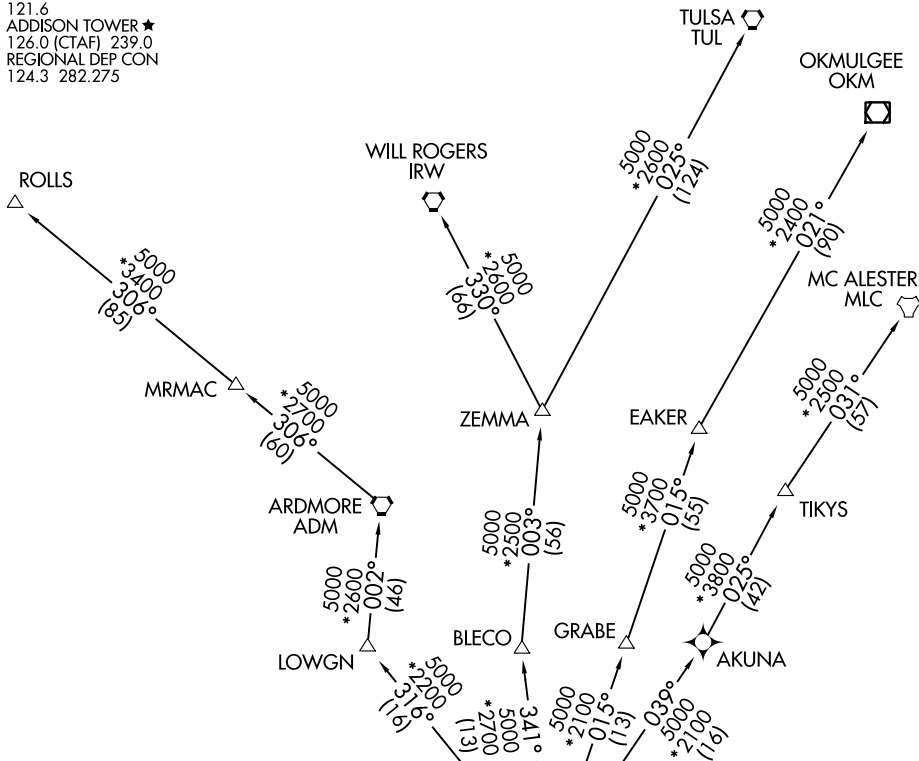 121.6
ADDISON TOWER ★
126.0 (CTAF) 239.0
REGIONAL DEP CON
124.3 282.275
TULSA
TUL
OKMULGEE
OKM
WILL ROGERS
IRW
ROLLS
5000
*2600
025°
(124)
5000
*2400
021°
(90)
MC ALESTER
MLC
5000
*3400
306°
(85)
5000
*2600
330°
(66)
MRMAC
5000
*2700
306°
(60)
ZEMMA
EAKER
5000
*2500
031°
(57)
ARDMORE
ADM
5000
*2500
003°
(56)
5000
*3700
015°
(55)
TIKYS
5000
*2600
002°
(46)
5000
*3800
025°
(42)
LOWGN
BLECO
GRABE
AKUNA
5000
*2200
316°
(16)
341°
5000
*2700
(13)
5000
*2100
015°
(13)
039°
5000
*2100
(16)